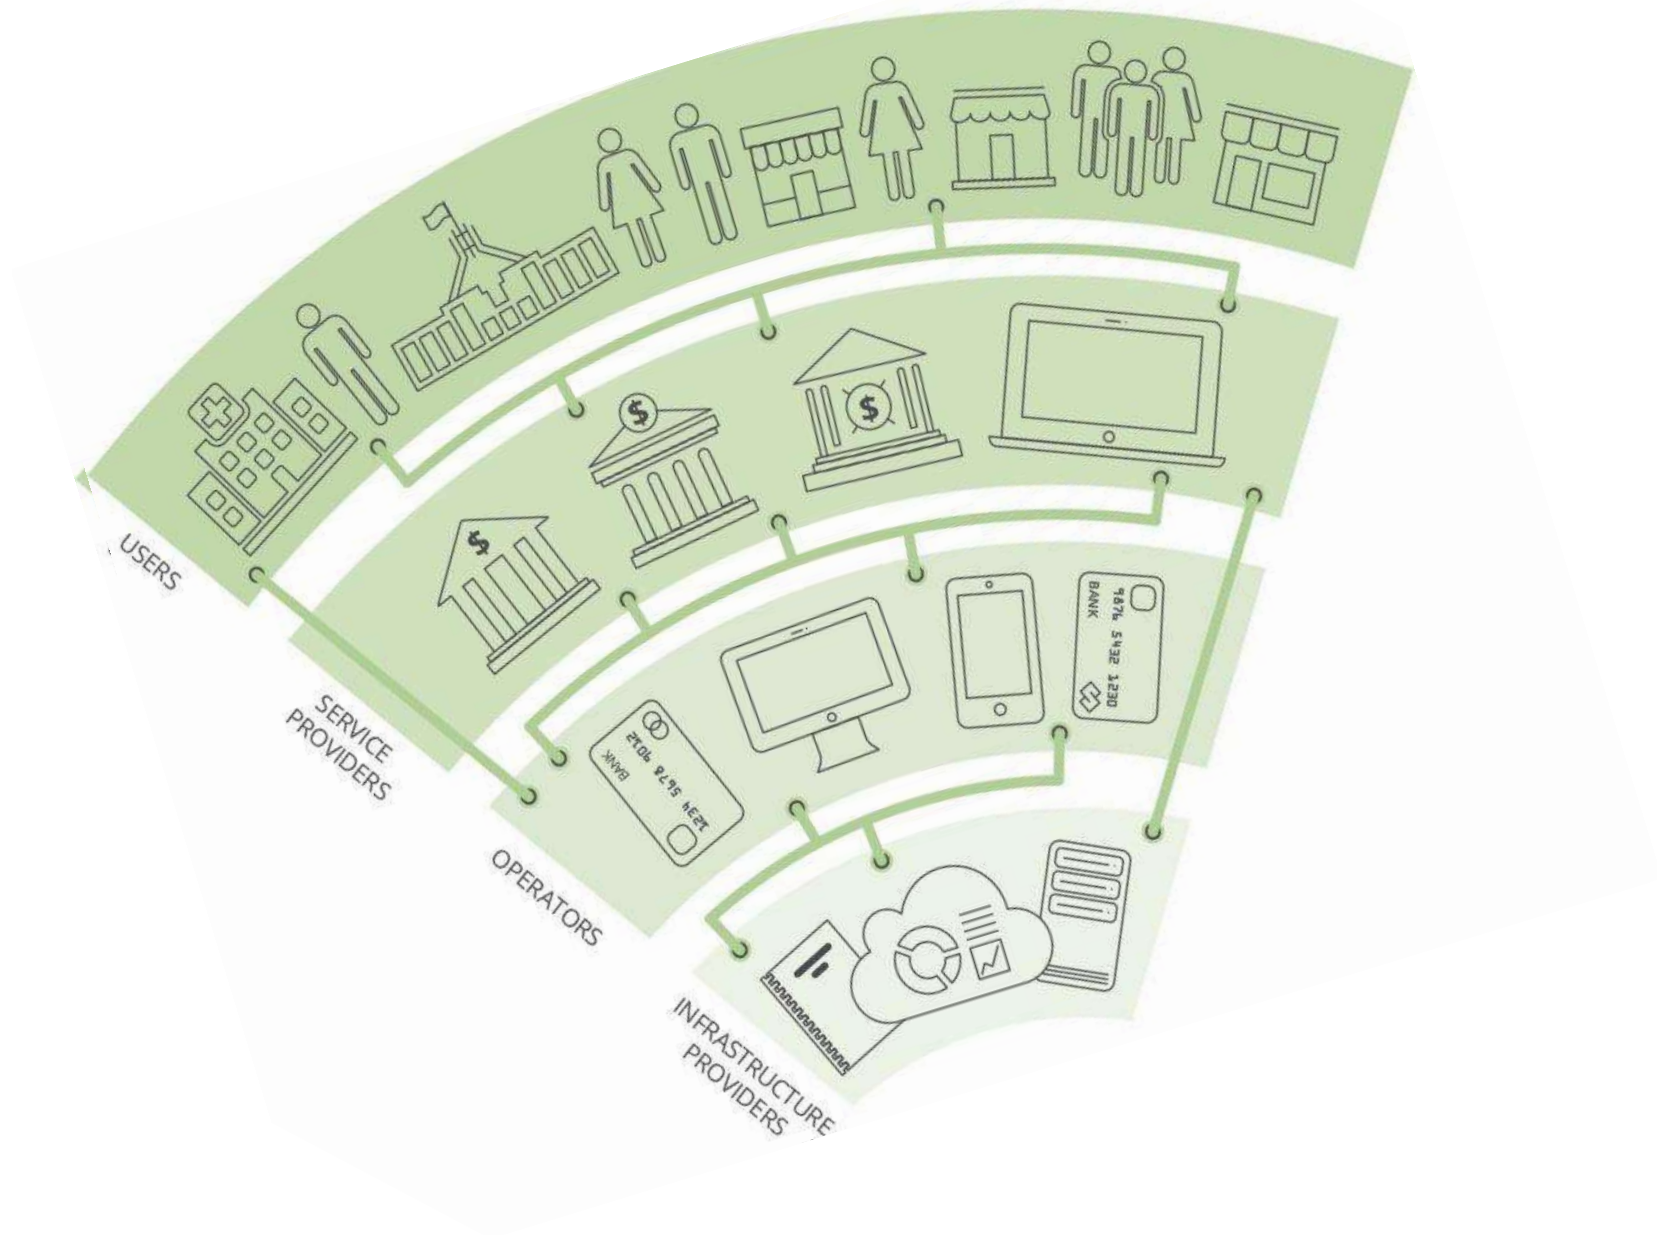 USERS
SERVICE
PROVIDERS
OPERATORS
INFRASTRUCTURE
PROVIDERS
$
$
$
BANK
1234 5678 9012
BANK
9876 5432 1230